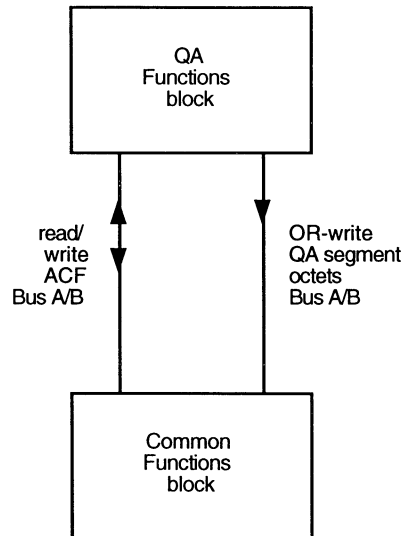 QA
Functions
block
read/
write
ACF
Bus A/B
OR-write
QA segment
octets
Bus A/B
Common
Functions
block